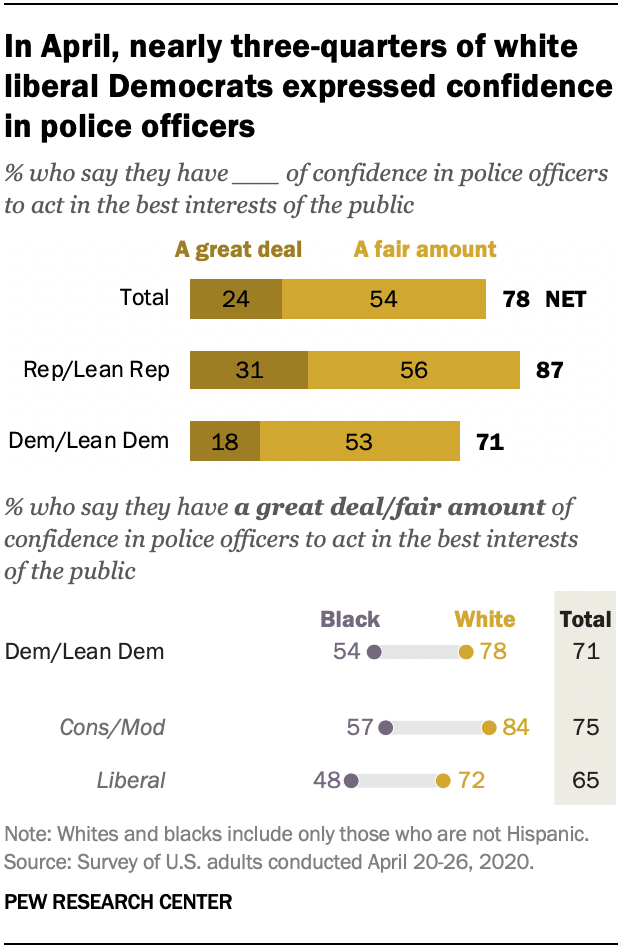 In April, nearly three-quarters of white
liberal Democrats expressed confidence
in police officers
% who say they have ___ of confidence in police officers
to act in the best interests of the public
A great deal A fair amount
Total 24 54 78 NET
Rep/Lean Rep 31 56 87
Dem/Lean Dem 18 53 71
% who say they have a great deal/fair amount of
confidence in police officers to act in the best interests
of the public
Black White Total
Dem/Lean Dem 54 78 71
Cons/Mod 57 84 75
Liberal 48 72 65
Note: Whites and blacks include only those who are not Hispanic.
Source: Survey of U.S. adults conducted April 20-26, 2020.
PEW RESEARCH CENTER